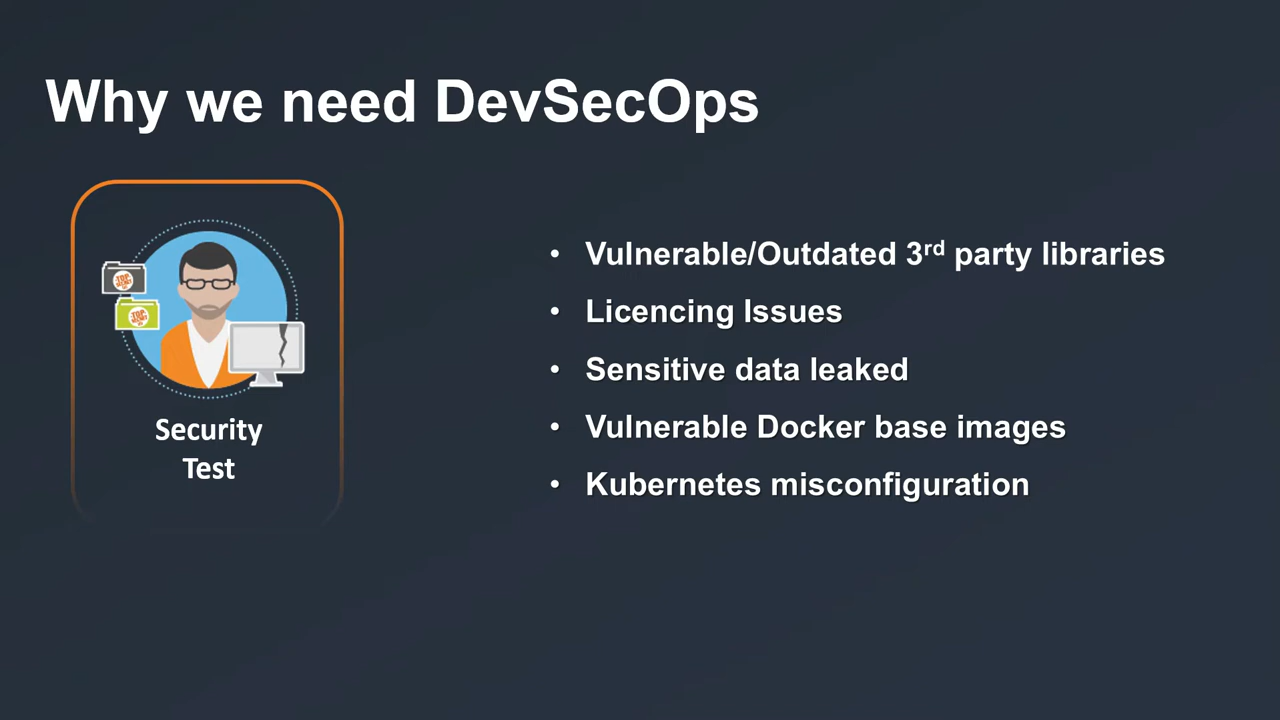 Why we need DevSecOps
Security
Test
• Vulnerable/Outdated 3rd party libraries
• Licencing Issues
• Sensitive data leaked
• Vulnerable Docker base images
• Kubernetes misconfiguration